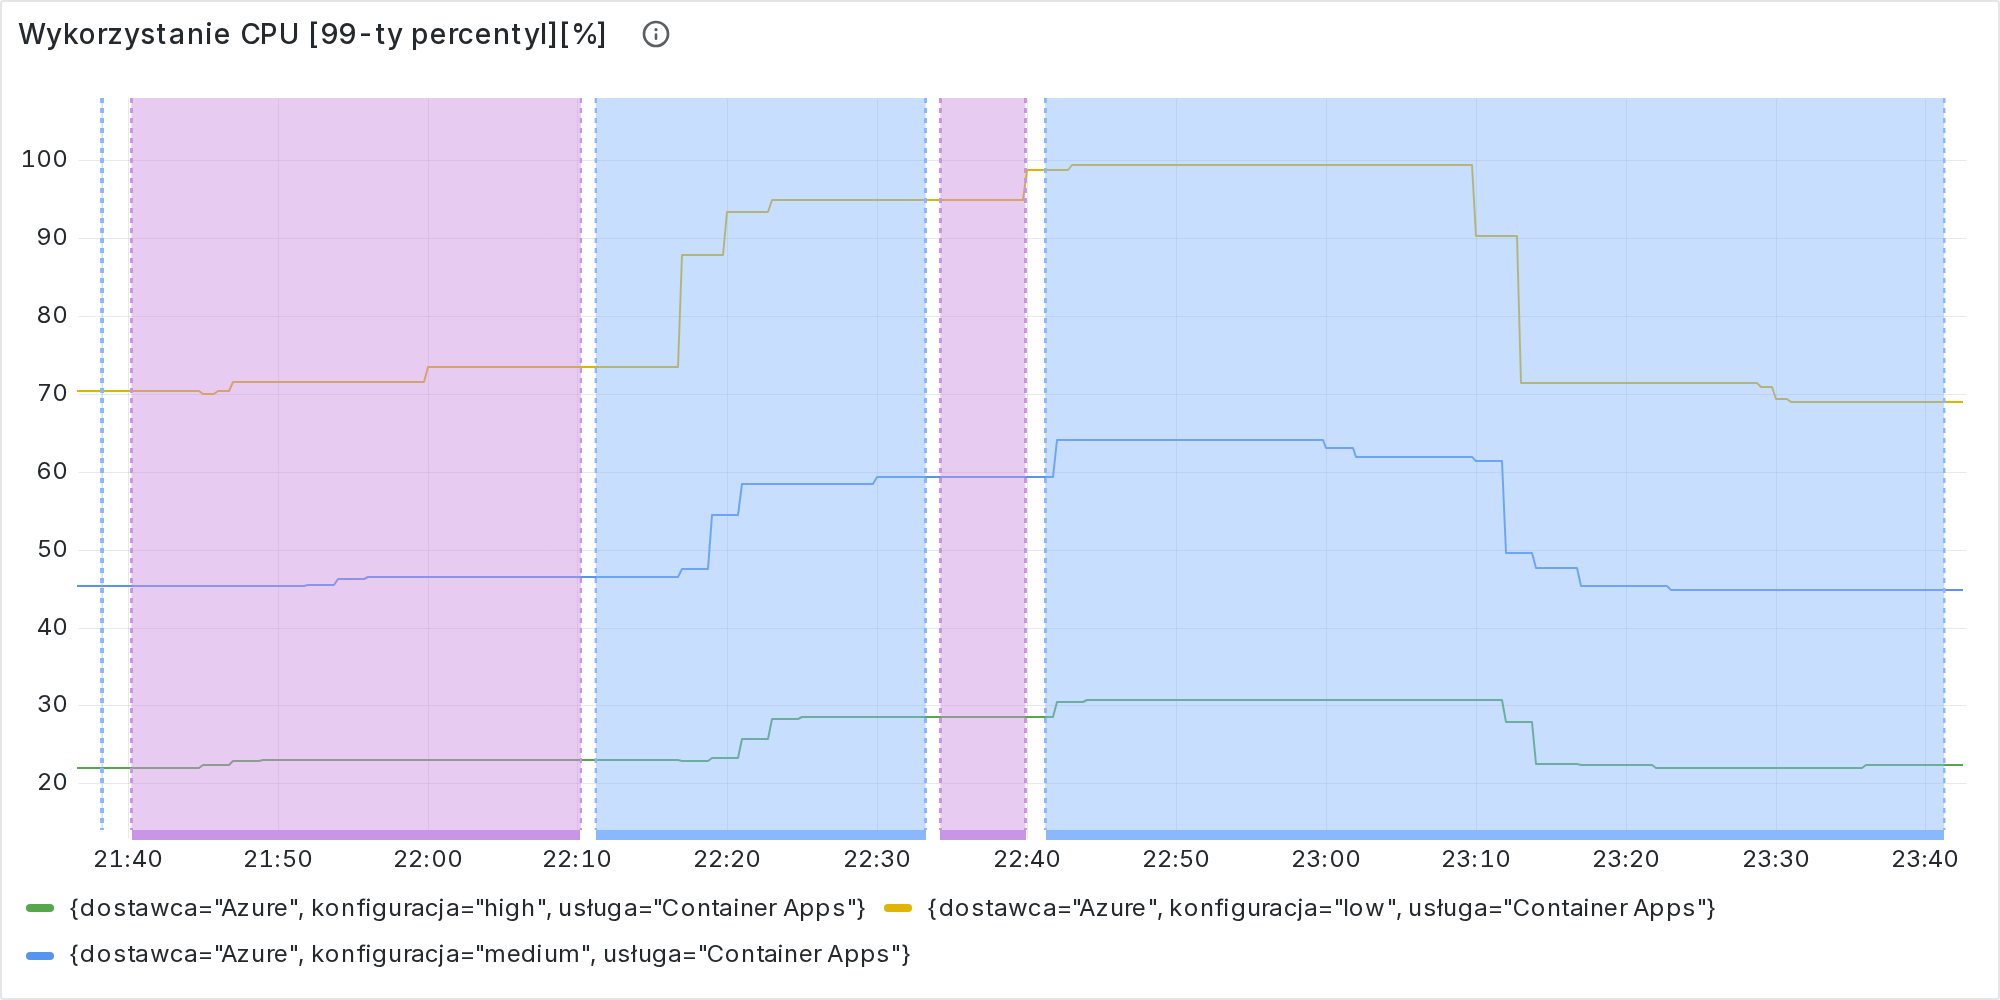 Wykorzystanie CPU [99-ty percentyl][%]
100
90
80
70
60
50
40
30
20
21:40 21:50 22:00 22:10 22:20 22:30 22:40 22:50 23:00 23:10 23:20 23:30 23:40
{dostawca="Azure", konfiguracja="high", usługa="Container Apps"} {dostawca="Azure", konfiguracja="low", usługa="Container Apps"}
{dostawca="Azure", konfiguracja="medium", usługa="Container Apps"}